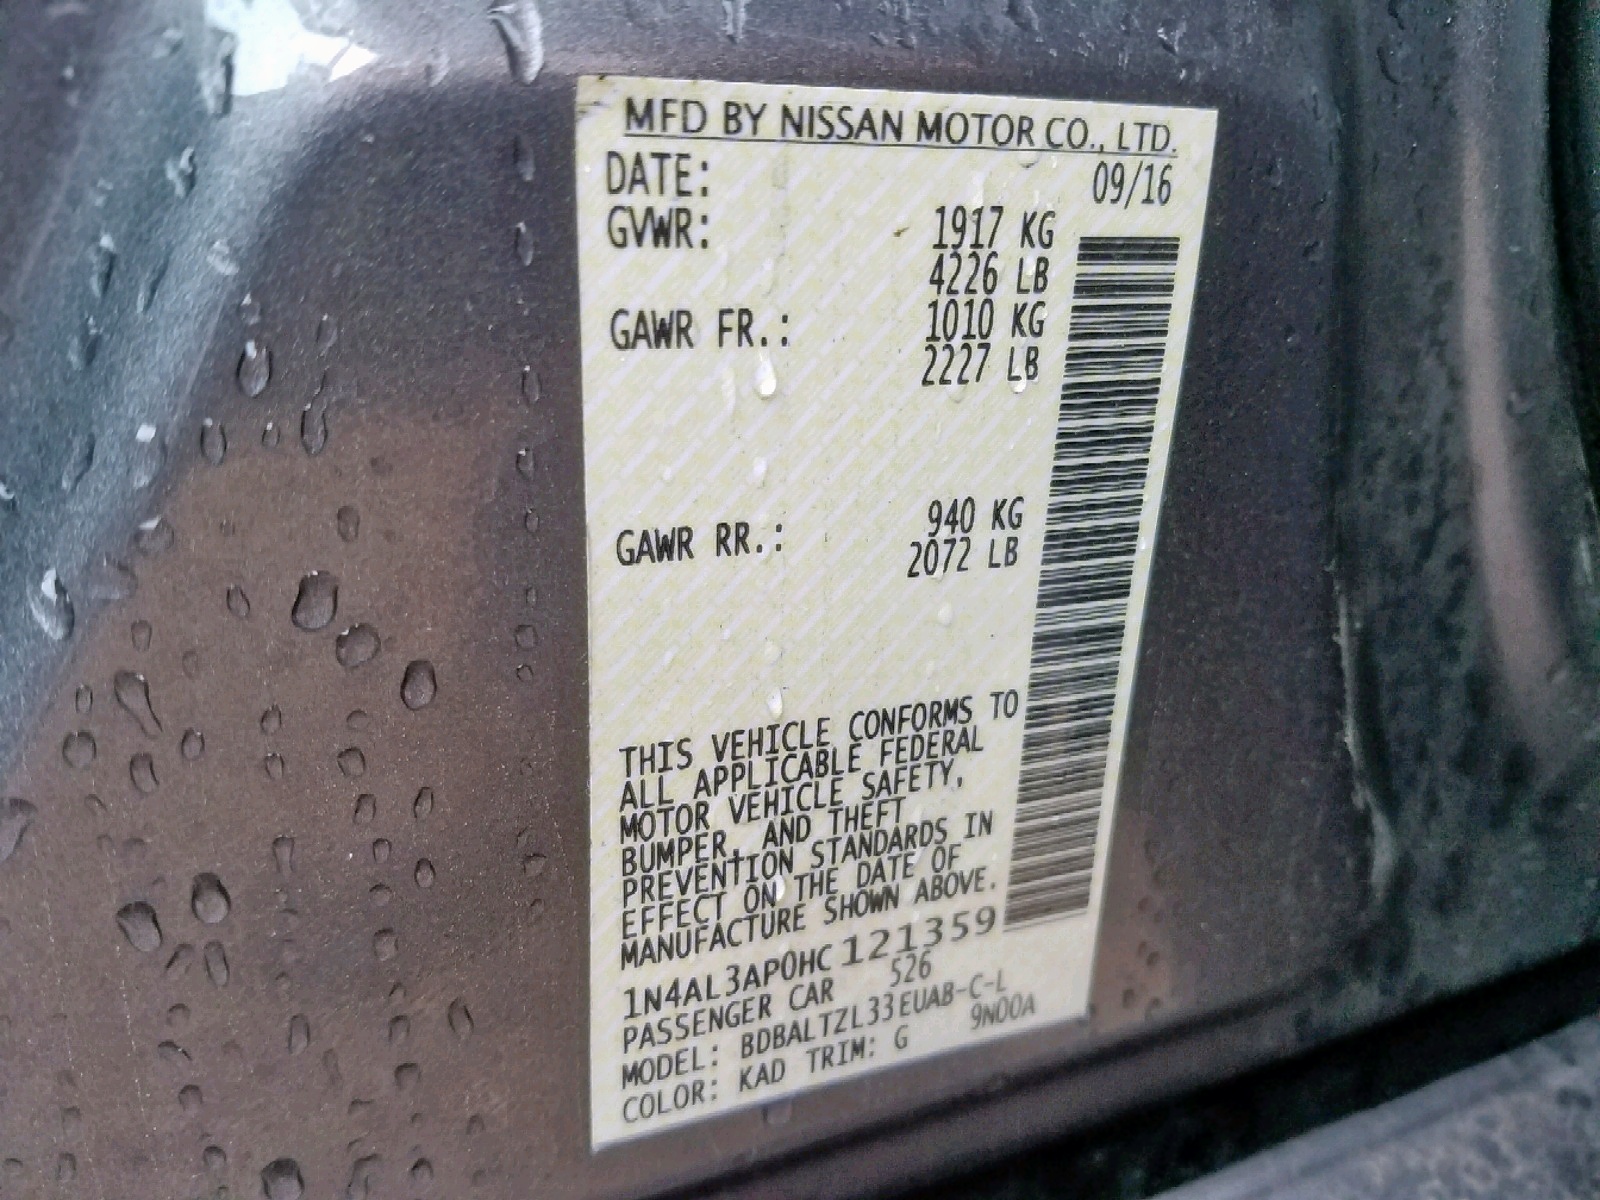 MFD BY NISSAN MOTOR CO., LTD.
DATE: 09/16
GVWR: 1917 KG
4226 LB
GAWR FR.: 1010 KG
2227 LB
GAWR RR.: 940 KG
2072 LB
THIS VEHICLE CONFORMS TO
ALL APPLICABLE FEDERAL
MOTOR VEHICLE SAFETY,
BUMPER, AND THEFT
PREVENTION STANDARDS IN
EFFECT ON THE DATE OF
MANUFACTURE SHOWN ABOVE.
1N4AL3AP0HC121359
PASSENGER CAR 526
MODEL: BDBALTZL33EUAB-C-L
COLOR: KAD TRIM: G 9N00A